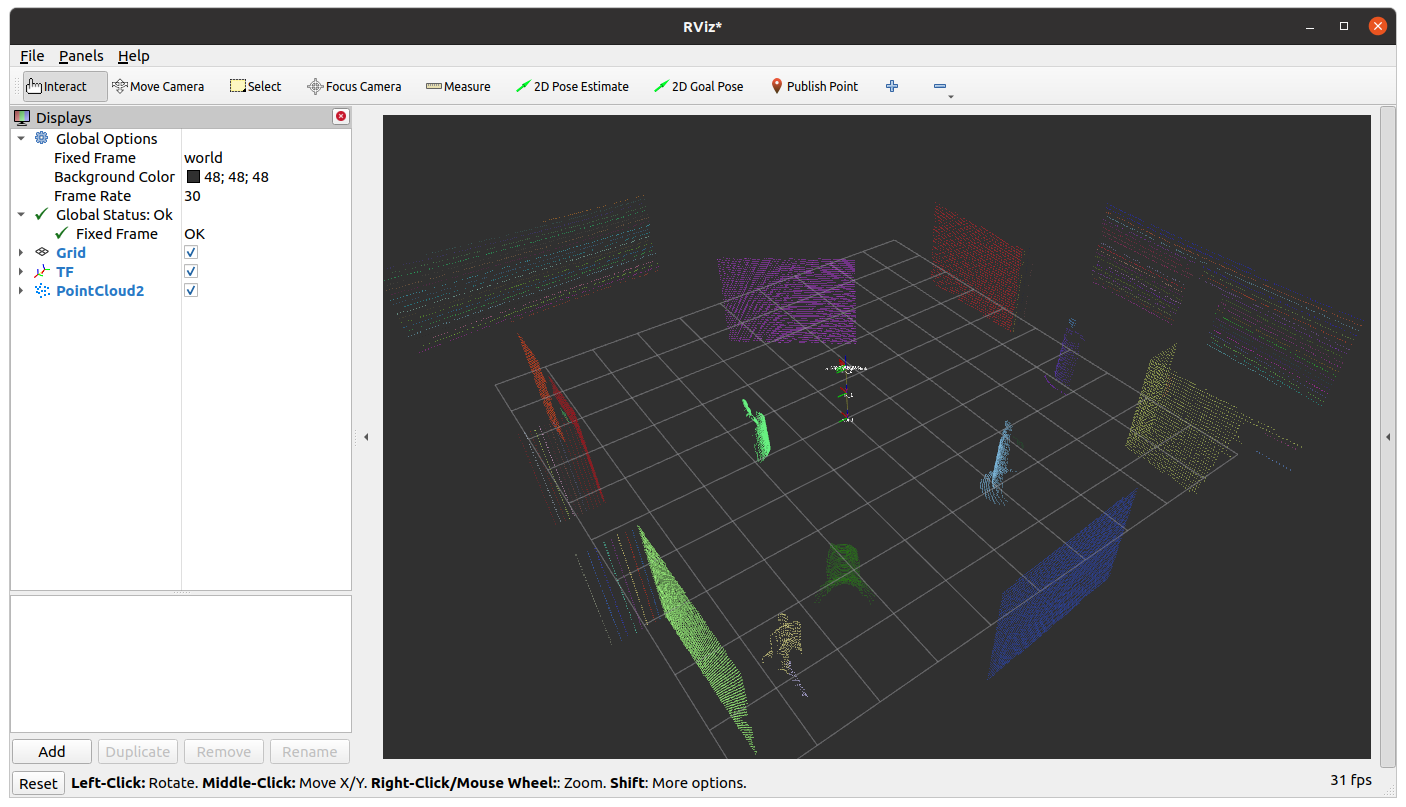 RViz*
File Panels Help
Interact Move Camera Select Focus Camera Measure 2D Pose Estimate 2D Goal Pose Publish Point
Displays
Global Options
Fixed Frame world
Background Color 48; 48; 48
Frame Rate 30
Global Status: Ok
Fixed Frame OK
Grid
TF
PointCloud2
Add Duplicate Remove Rename
Reset Left-Click: Rotate. Middle-Click: Move X/Y. Right-Click/Mouse Wheel:: Zoom. Shift: More options. 31 fps